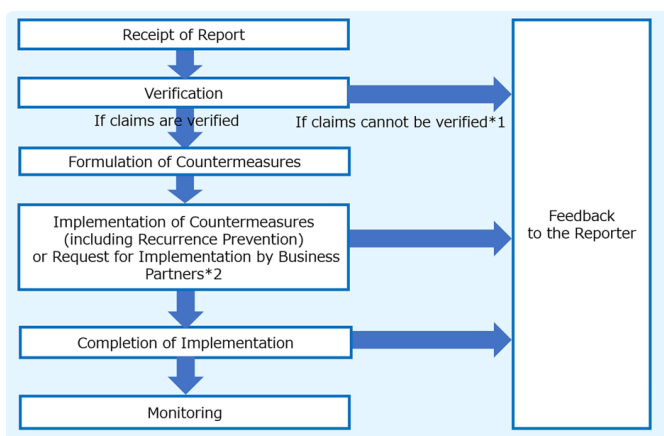 Receipt of Report
Verification
If claims are verified
If claims cannot be verified*1
Formulation of Countermeasures
Implementation of Countermeasures
(including Recurrence Prevention)
or Request for Implementation by Business
Partners*2
Completion of Implementation
Monitoring
Feedback
to the Reporter